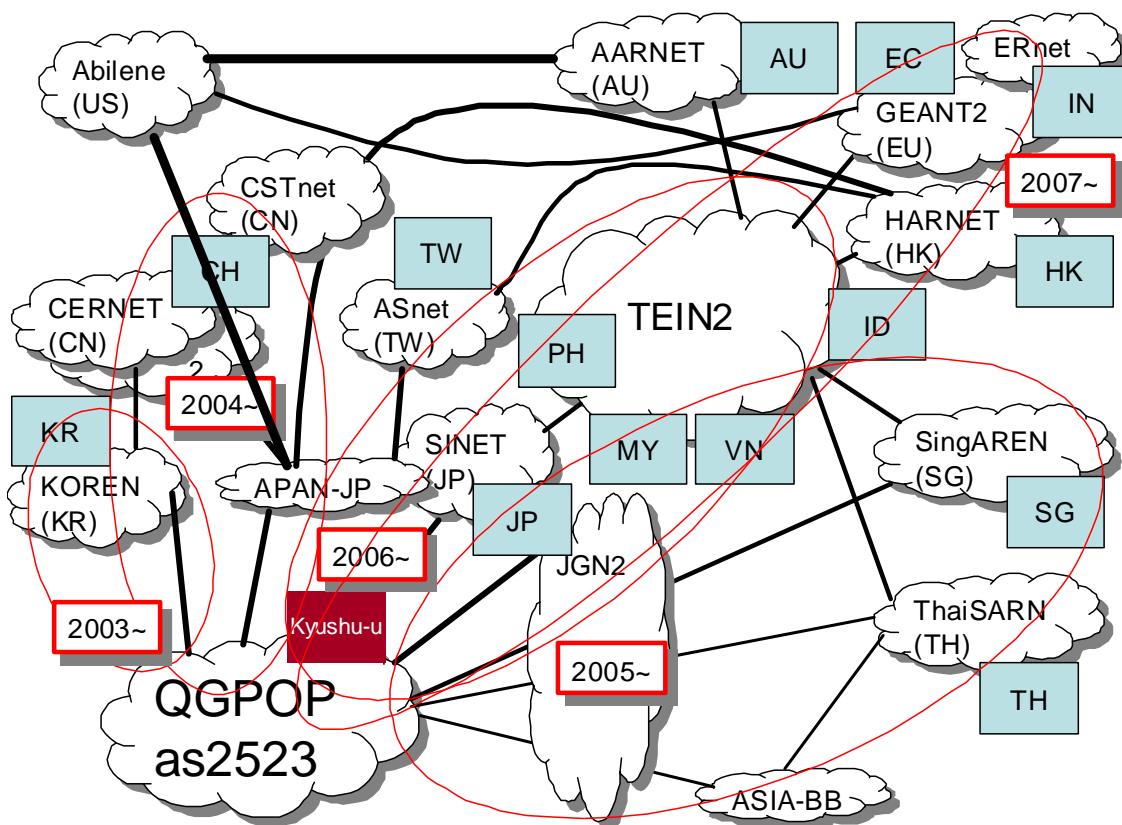 Abilene
(US)
AARNET
(AU)
AU
EC
ERnet
IN
GEANT2
(EU)
2007~
CSTnet
(CN)
HARNET
(HK)
HK
CH
TW
CERNET
(CN)
2
ASnet
(TW)
TEIN2
ID
PH
2004~
KR
KOREN
(KR)
APAN-JP
SINET
(JP)
MY
VN
SingAREN
(SG)
SG
JP
2006~
JGN2
2003~
Kyushu-u
ThaiSARN
(TH)
TH
2005~
QGPOP
as2523
ASIA-BB